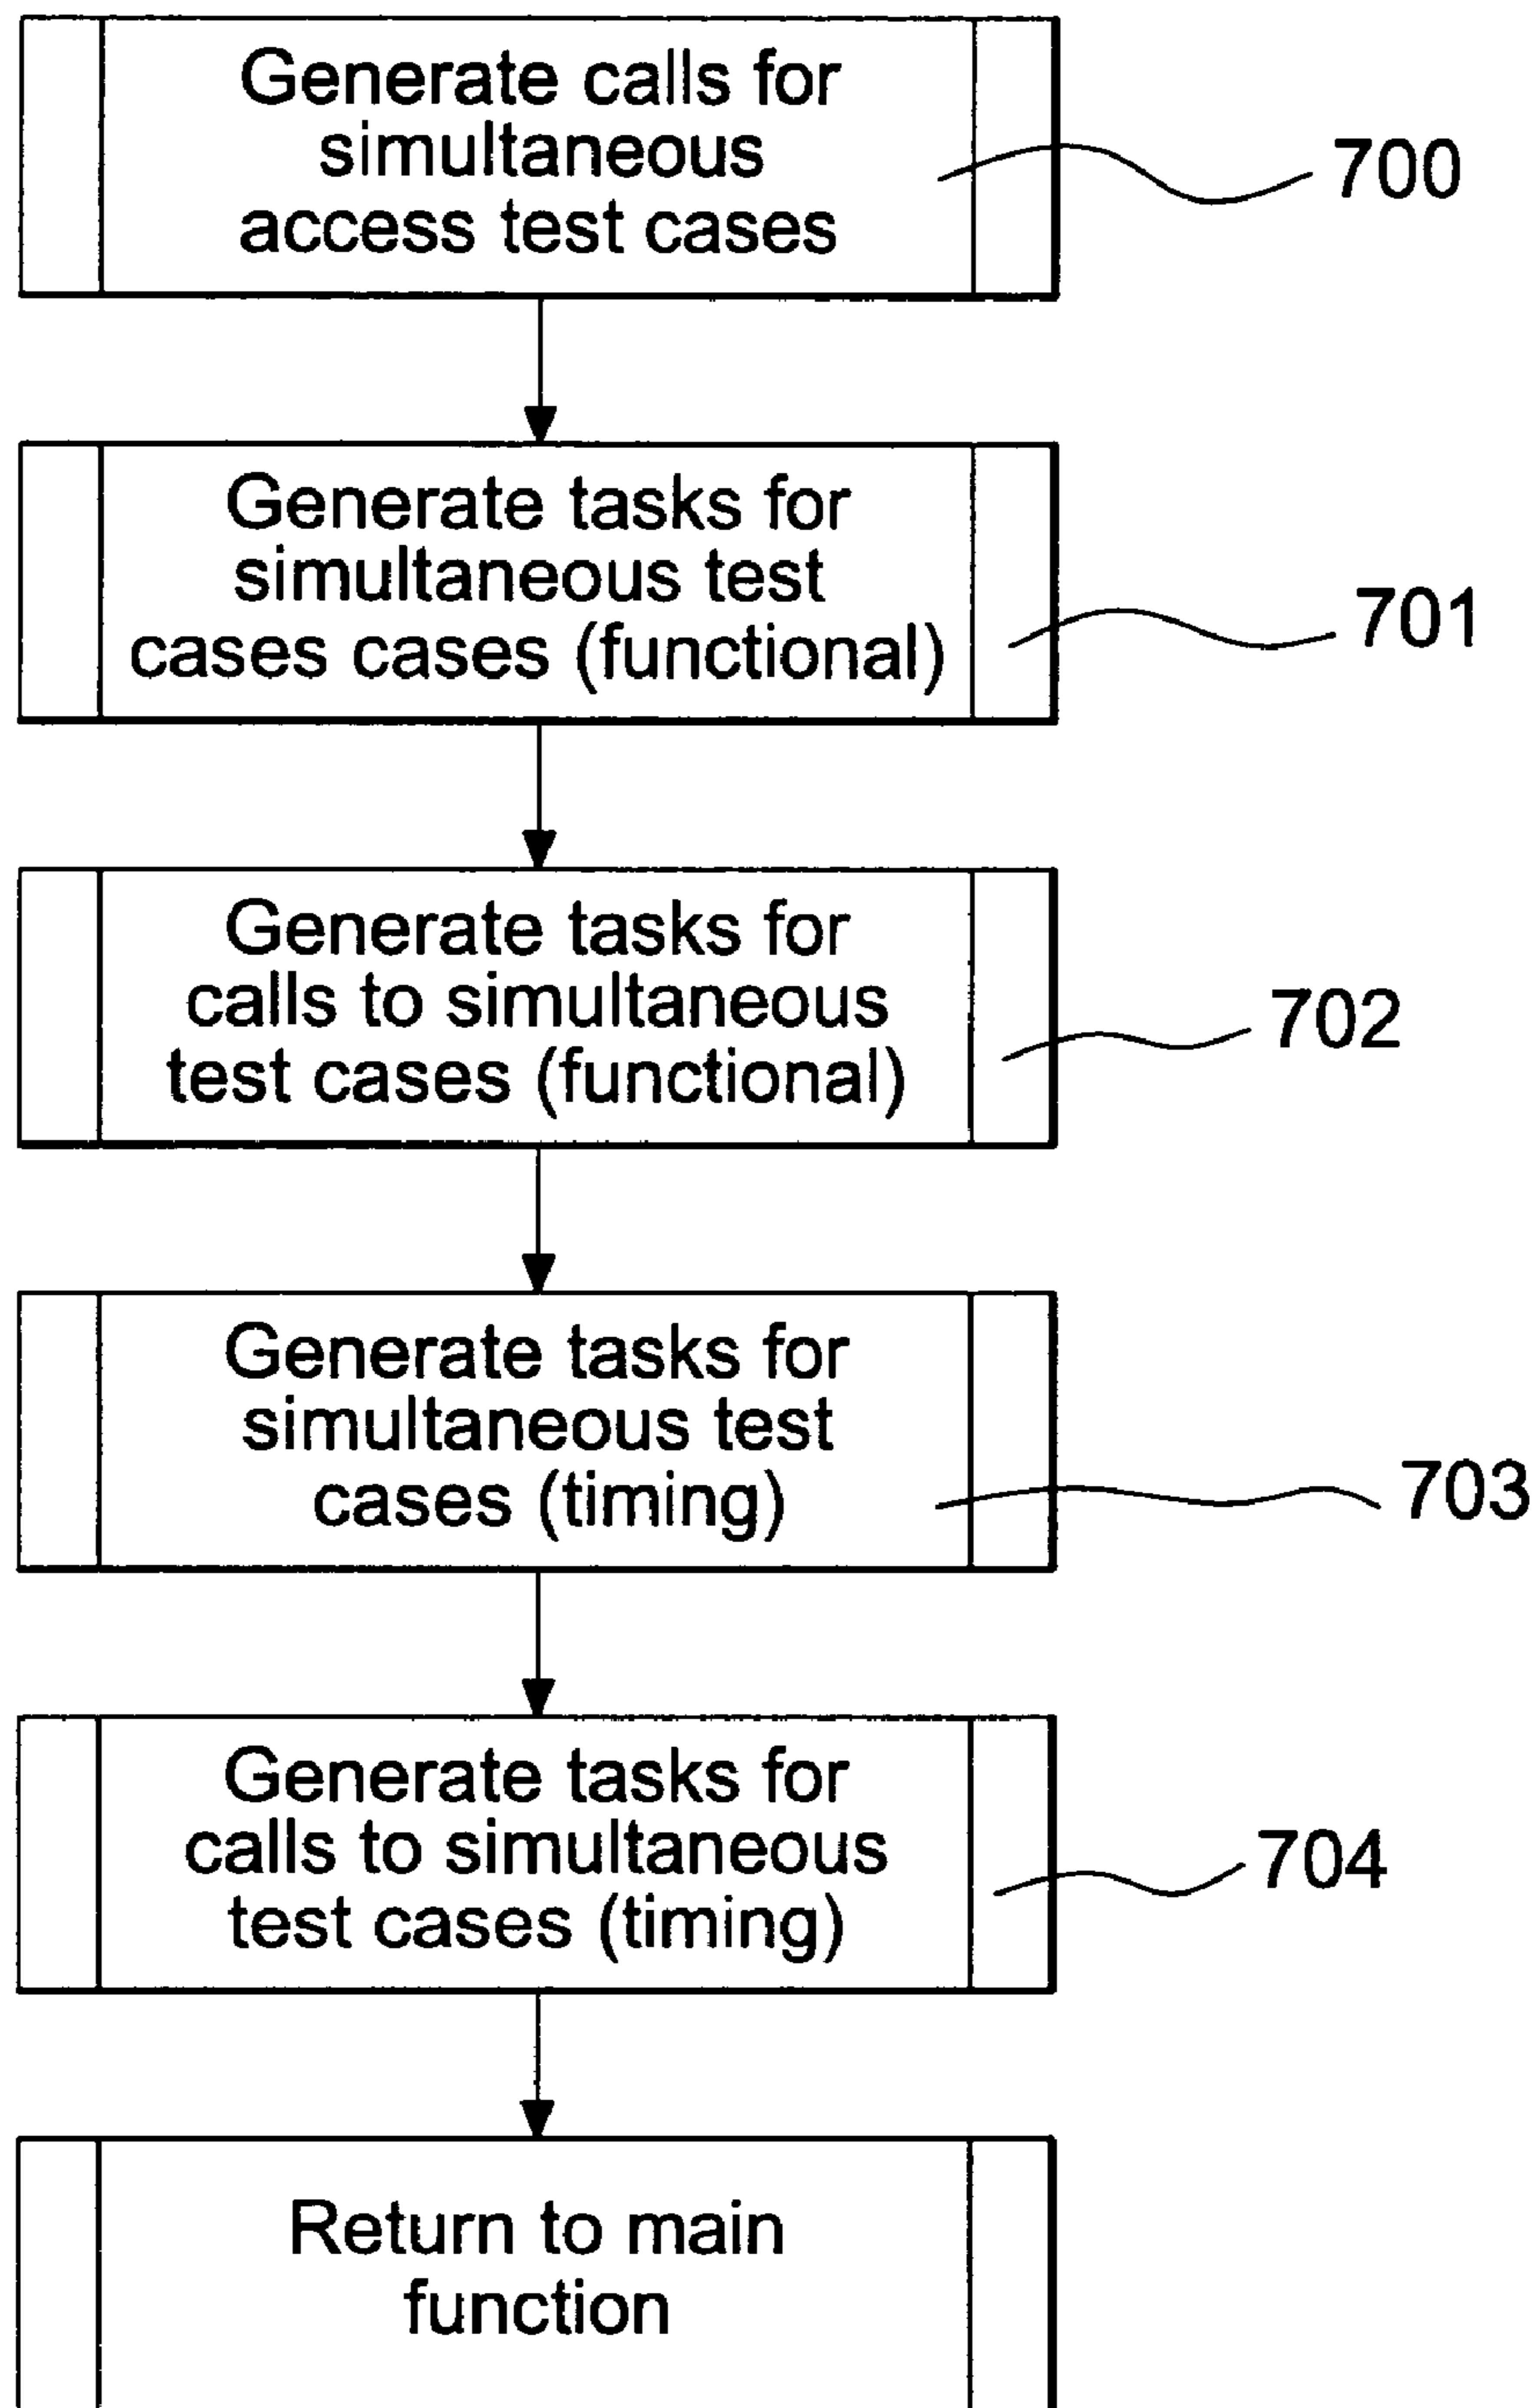 Generate calls for
simultaneous
access test cases
700
Generate tasks for
simultaneous test
cases cases (functional)
701
Generate tasks for
calls to simultaneous
test cases (functional)
702
Generate tasks for
simultaneous test
cases (timing)
703
Generate tasks for
calls to simultaneous
test cases (timing)
704
Return to main
function